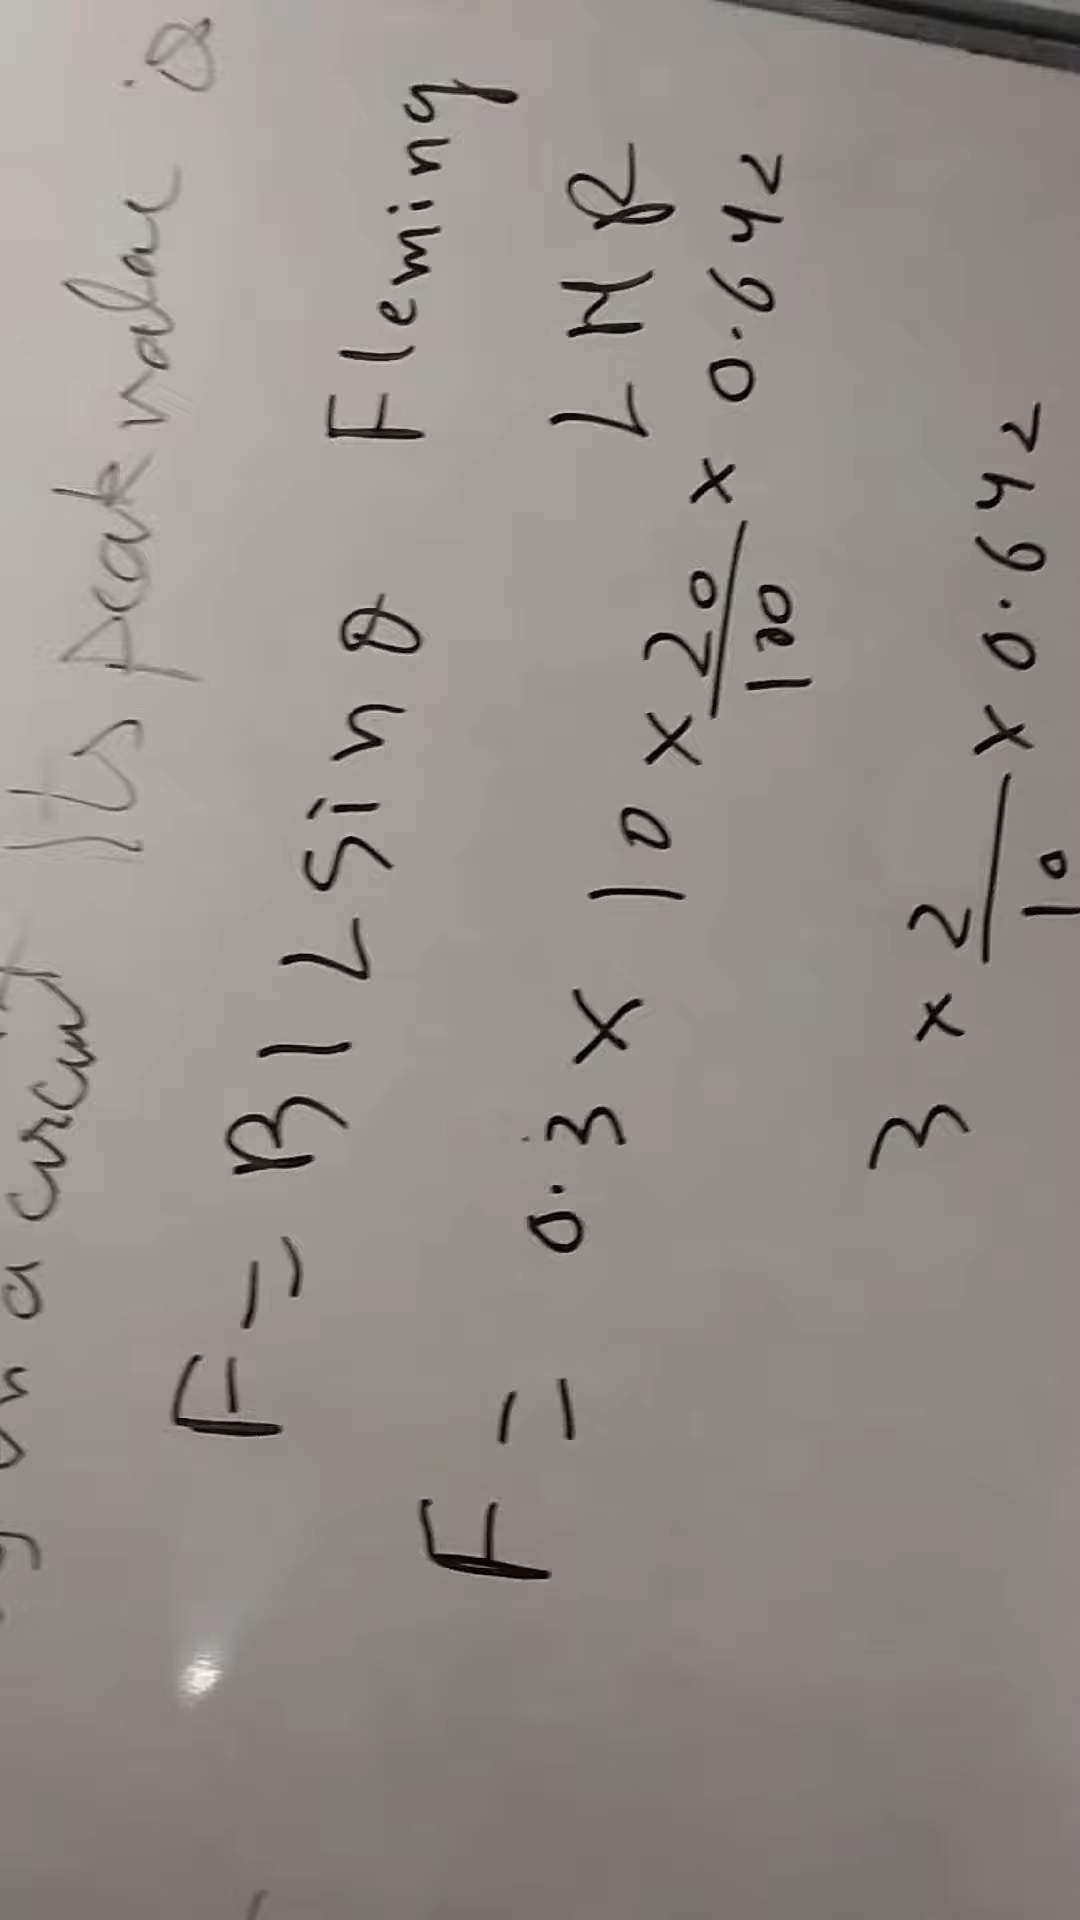 in a circuit Its peak value is
F = BIL Sin θ Fleming
LHR
F = 0.3 × 10 × 20/100 × 0.642
3 × 2/10 × 0.642